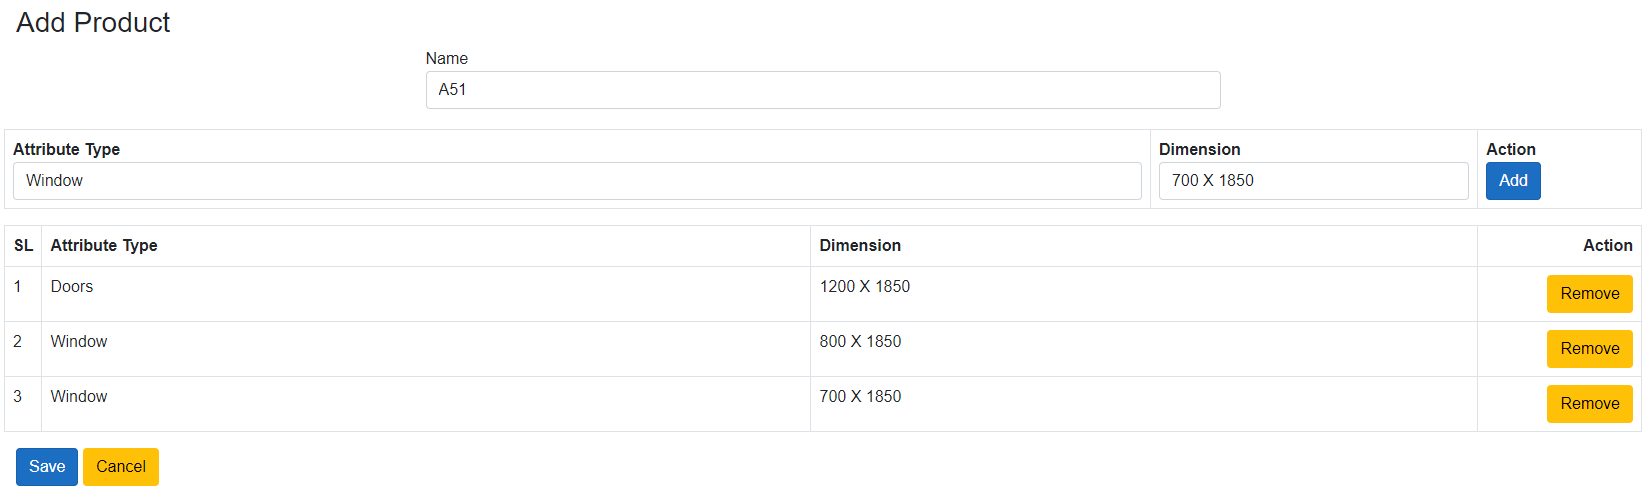 Add Product
Name
A51
Attribute Type Dimension Action
Window 700 X 1850 Add
SL Attribute Type Dimension Action
1 Doors 1200 X 1850 Remove
2 Window 800 X 1850 Remove
3 Window 700 X 1850 Remove
Save Cancel